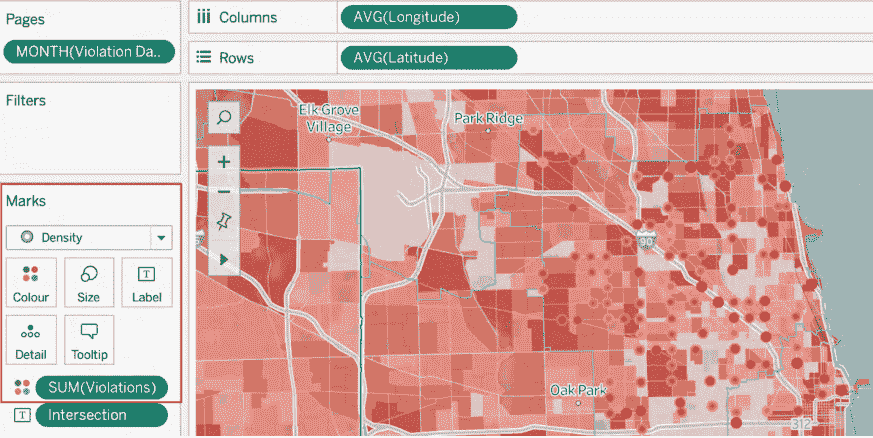 Pages
MONTH(Violation Da..
Filters
Marks
Density
Colour
Size
T
Label
Detail
Tooltip
SUM(Violations)
T
Intersection
Columns
AVG(Longitude)
Rows
AVG(Latitude)
Elk Grove
Village
Park Ridge
90
Oak Park
312